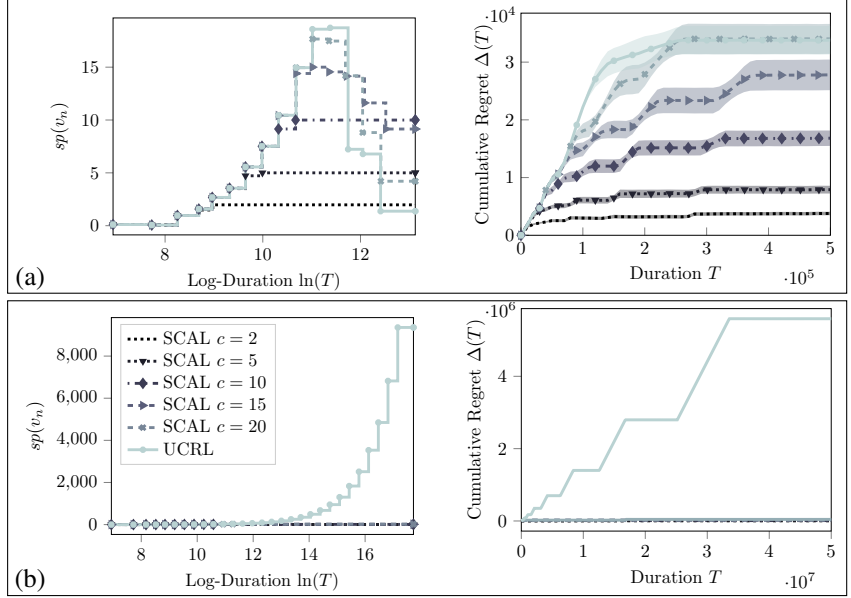 ·10⁴
15
10
5
0
sp(v_n)
8
10
12
Log-Duration ln(T)
3
2
1
0
Cumulative Regret Δ(T)
0
1
2
3
4
5
Duration T
·10⁵
(a)
·10⁶
8,000
6,000
4,000
2,000
0
sp(v_n)
SCAL c = 2
SCAL c = 5
SCAL c = 10
SCAL c = 15
SCAL c = 20
UCRL
8
10
12
14
16
Log-Duration ln(T)
4
2
0
Cumulative Regret Δ(T)
0
1
2
3
4
5
Duration T
·10⁷
(b)